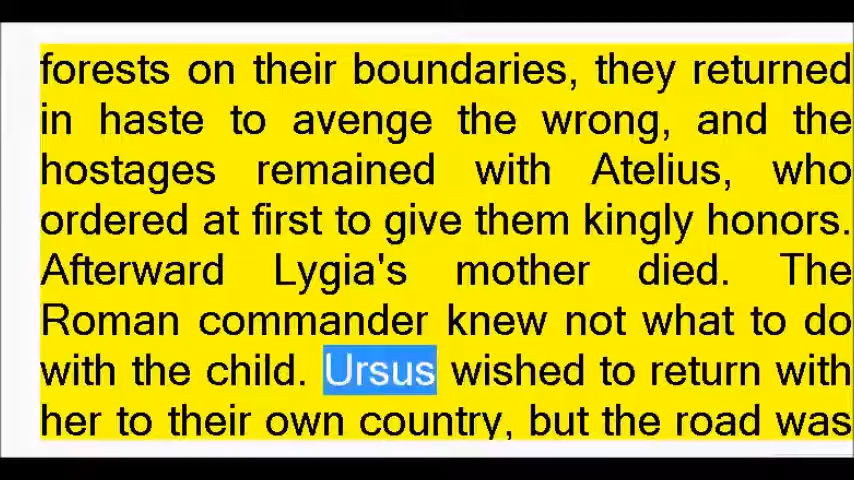 forests on their boundaries, they returned
in haste to avenge the wrong, and the
hostages remained with Atelius, who
ordered at first to give them kingly honors.
Afterward Lygia's mother died. The
Roman commander knew not what to do
with the child. Ursus wished to return with
her to their own country, but the road was